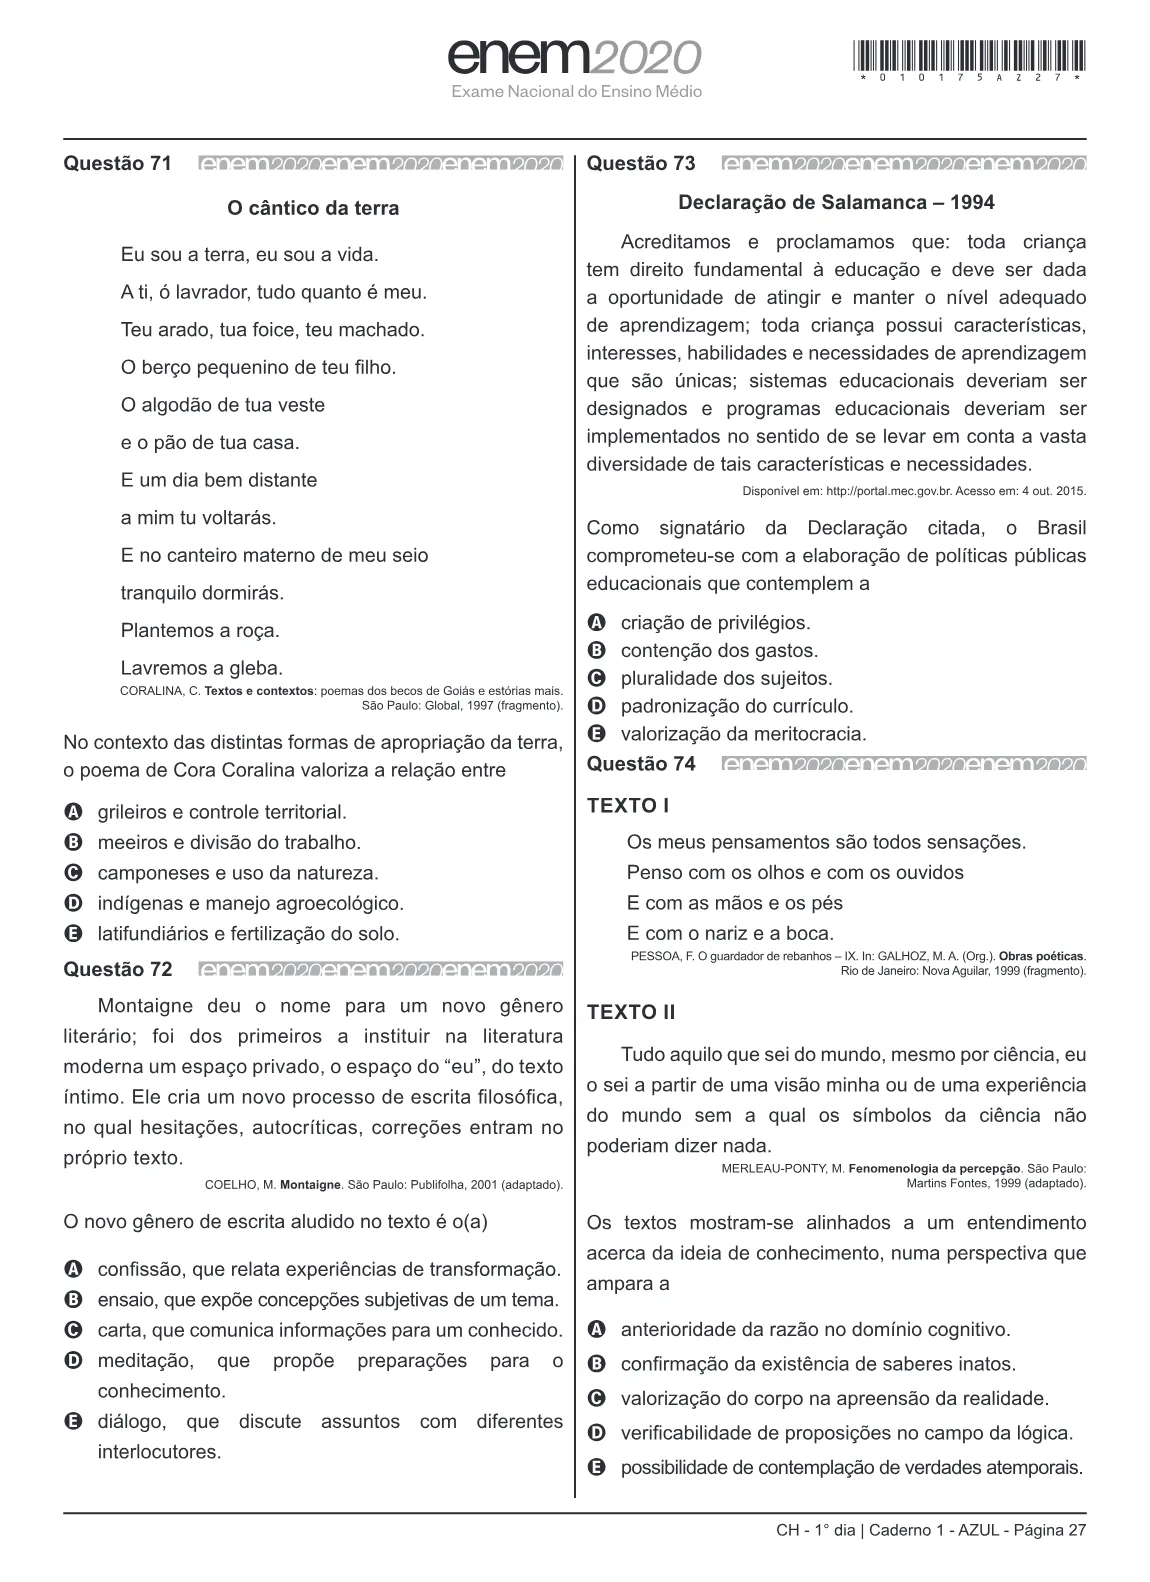 enem2020
Exame Nacional do Ensino Médio
*010175AZ27*
Questão 71 enem2020enem2020enem2020
O cântico da terra
Eu sou a terra, eu sou a vida.
A ti, ó lavrador, tudo quanto é meu.
Teu arado, tua foice, teu machado.
O berço pequenino de teu filho.
O algodão de tua veste
e o pão de tua casa.
E um dia bem distante
a mim tu voltarás.
E no canteiro materno de meu seio
tranquilo dormirás.
Plantemos a roça.
Lavremos a gleba.
CORALINA, C. Textos e contextos: poemas dos becos de Goiás e estórias mais.
São Paulo: Global, 1997 (fragmento).
No contexto das distintas formas de apropriação da terra,
o poema de Cora Coralina valoriza a relação entre
A grileiros e controle territorial.
B meeiros e divisão do trabalho.
C camponeses e uso da natureza.
D indígenas e manejo agroecológico.
E latifundiários e fertilização do solo.
Questão 72 enem2020enem2020enem2020
Montaigne deu o nome para um novo gênero
literário; foi dos primeiros a instituir na literatura
moderna um espaço privado, o espaço do “eu”, do texto
íntimo. Ele cria um novo processo de escrita filosófica,
no qual hesitações, autocríticas, correções entram no
próprio texto.
COELHO, M. Montaigne. São Paulo: Publifolha, 2001 (adaptado).
O novo gênero de escrita aludido no texto é o(a)
A confissão, que relata experiências de transformação.
B ensaio, que expõe concepções subjetivas de um tema.
C carta, que comunica informações para um conhecido.
D meditação, que propõe preparações para o
conhecimento.
E diálogo, que discute assuntos com diferentes
interlocutores.
Questão 73 enem2020enem2020enem2020
Declaração de Salamanca – 1994
Acreditamos e proclamamos que: toda criança
tem direito fundamental à educação e deve ser dada
a oportunidade de atingir e manter o nível adequado
de aprendizagem; toda criança possui características,
interesses, habilidades e necessidades de aprendizagem
que são únicas; sistemas educacionais deveriam ser
designados e programas educacionais deveriam ser
implementados no sentido de se levar em conta a vasta
diversidade de tais características e necessidades.
Disponível em: http://portal.mec.gov.br. Acesso em: 4 out. 2015.
Como signatário da Declaração citada, o Brasil
comprometeu-se com a elaboração de políticas públicas
educacionais que contemplem a
A criação de privilégios.
B contenção dos gastos.
C pluralidade dos sujeitos.
D padronização do currículo.
E valorização da meritocracia.
Questão 74 enem2020enem2020enem2020
TEXTO I
Os meus pensamentos são todos sensações.
Penso com os olhos e com os ouvidos
E com as mãos e os pés
E com o nariz e a boca.
PESSOA, F. O guardador de rebanhos – IX. In: GALHOZ, M. A. (Org.). Obras poéticas.
Rio de Janeiro: Nova Aguilar, 1999 (fragmento).
TEXTO II
Tudo aquilo que sei do mundo, mesmo por ciência, eu
o sei a partir de uma visão minha ou de uma experiência
do mundo sem a qual os símbolos da ciência não
poderiam dizer nada.
MERLEAU-PONTY, M. Fenomenologia da percepção. São Paulo:
Martins Fontes, 1999 (adaptado).
Os textos mostram-se alinhados a um entendimento
acerca da ideia de conhecimento, numa perspectiva que
ampara a
A anterioridade da razão no domínio cognitivo.
B confirmação da existência de saberes inatos.
C valorização do corpo na apreensão da realidade.
D verificabilidade de proposições no campo da lógica.
E possibilidade de contemplação de verdades atemporais.
CH - 1° dia | Caderno 1 - AZUL - Página 27